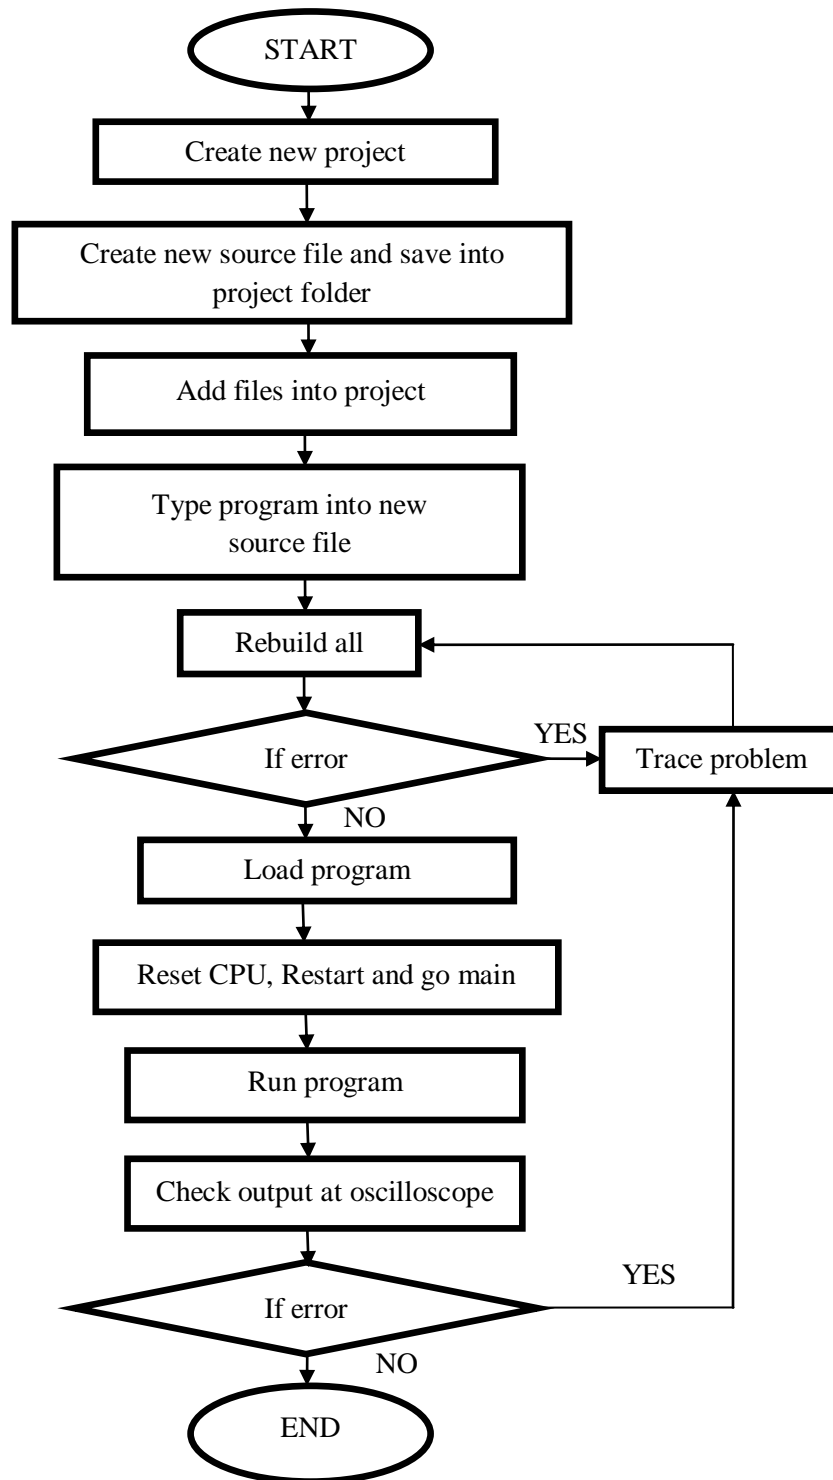 START
Create new project
Create new source file and save into
project folder
Add files into project
Type program into new
source file
Rebuild all
If error
YES
Trace problem
NO
Load program
Reset CPU, Restart and go main
Run program
Check output at oscilloscope
If error
YES
NO
END